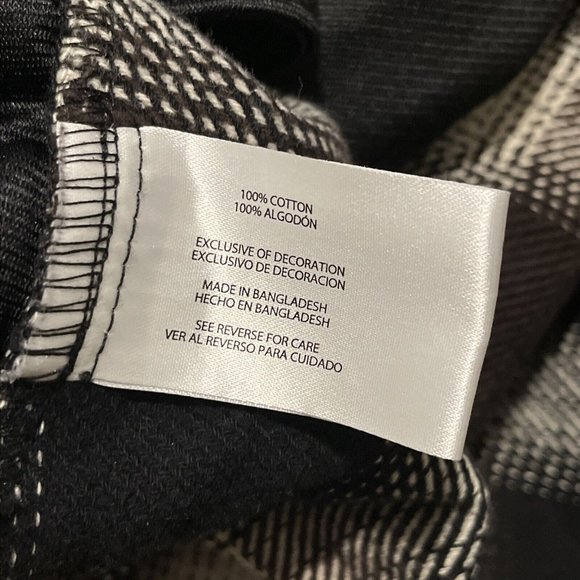 100% COTTON
100% ALGODÓN
EXCLUSIVE OF DECORATION
EXCLUSIVO DE DECORACION
MADE IN BANGLADESH
HECHO EN BANGLADESH
SEE REVERSE FOR CARE
VER AL REVERSO PARA CUIDADO